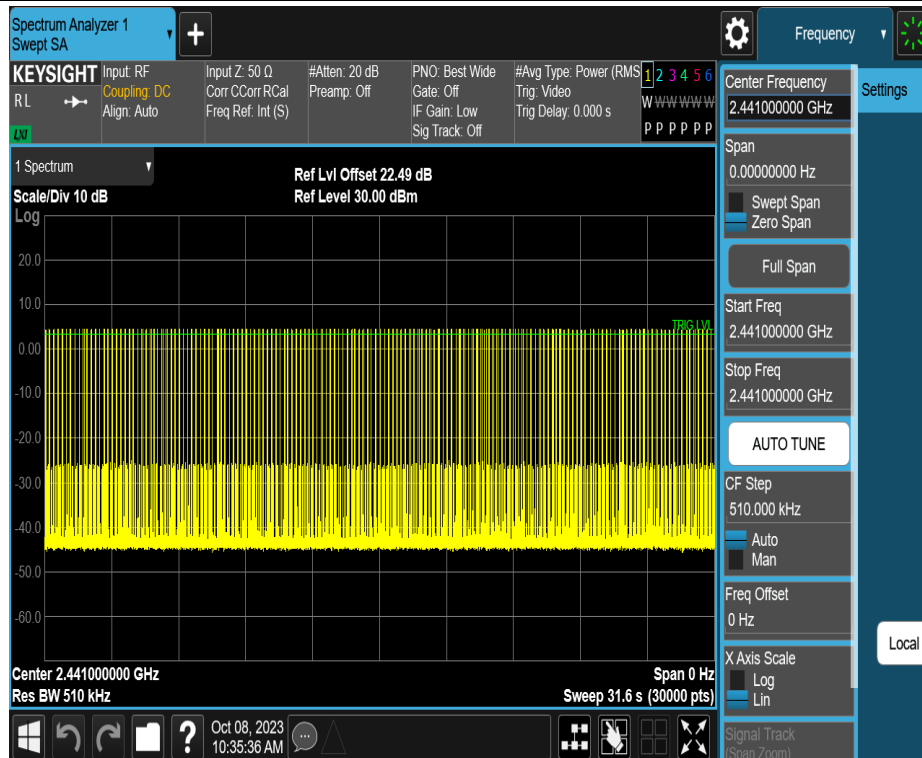 Spectrum Analyzer 1
Swept SA
+
Frequency
KEYSIGHT
RL
LXI
Input: RF
Coupling: DC
Align: Auto
Input Z: 50 Ω
Corr CCorr RCal
Freq Ref: Int (S)
#Atten: 20 dB
Preamp: Off
PNO: Best Wide
Gate: Off
IF Gain: Low
Sig Track: Off
#Avg Type: Power (RMS
Trig: Video
Trig Delay: 0.000 s
1 2 3 4 5 6
W W W W W W
P P P P P P
Center Frequency
2.441000000 GHz
Settings
Span
0.00000000 Hz
Swept Span
Zero Span
Full Span
Start Freq
2.441000000 GHz
Stop Freq
2.441000000 GHz
AUTO TUNE
CF Step
510.000 kHz
Auto
Man
Freq Offset
0 Hz
X Axis Scale
Log
Lin
Signal Track
(Span Zoom)
Local
1 Spectrum
Scale/Div 10 dB
Log
Ref Lvl Offset 22.49 dB
Ref Level 30.00 dBm
TRIG LVL
20.0
10.0
0.00
-10.0
-20.0
-30.0
-40.0
-50.0
-60.0
Center 2.441000000 GHz
Res BW 510 kHz
Span 0 Hz
Sweep 31.6 s (30000 pts)
?
Oct 08, 2023
10:35:36 AM